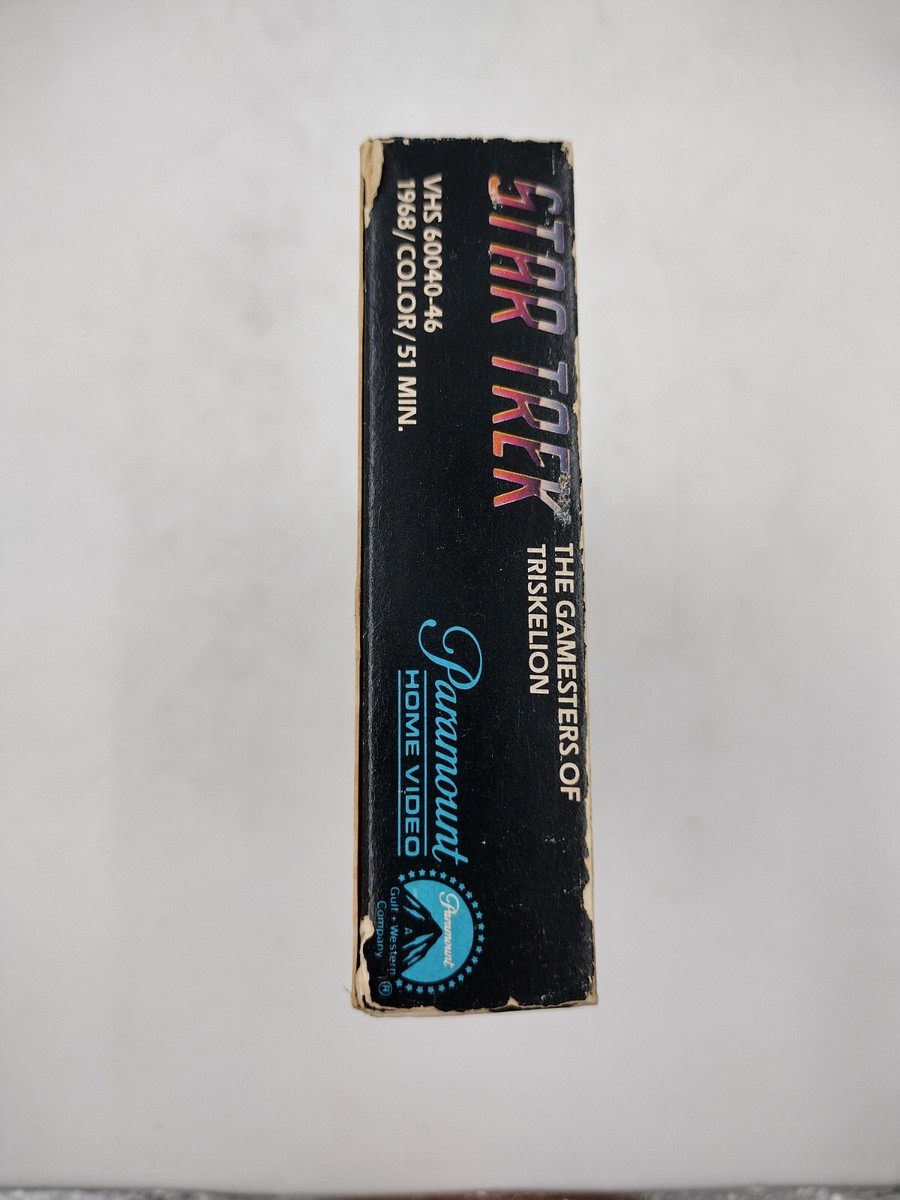 STAR TREK
THE GAMESTERS OF
TRISKELION
VHS 60040-46
1968/COLOR/51 MIN.
Paramount
HOME VIDEO
Paramount
A
Gulf + Western
Company
®